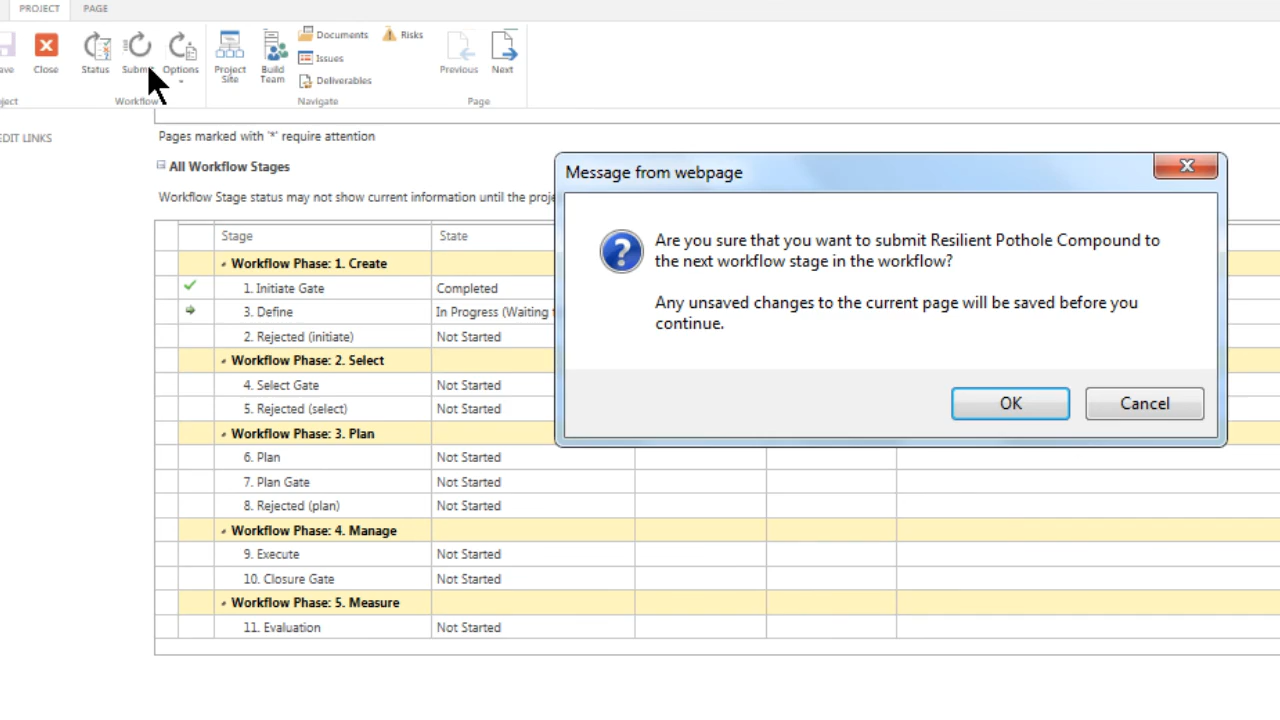 PROJECT PAGE
Close Status Submit Options Project Site Build Team Documents Issues Deliverables Risks Previous Next
Workflow Navigate Page
EDIT LINKS
Pages marked with '*' require attention
All Workflow Stages
Workflow Stage status may not show current information until the
Stage State
Workflow Phase: 1. Create
1. Initiate Gate Completed
3. Define In Progress (Waiting
2. Rejected (initiate) Not Started
Workflow Phase: 2. Select
4. Select Gate Not Started
5. Rejected (select) Not Started
Workflow Phase: 3. Plan
6. Plan Not Started
7. Plan Gate Not Started
8. Rejected (plan) Not Started
Workflow Phase: 4. Manage
9. Execute Not Started
10. Closure Gate Not Started
Workflow Phase: 5. Measure
11. Evaluation Not Started
Message from webpage
Are you sure that you want to submit Resilient Pothole Compound to
the next workflow stage in the workflow?
Any unsaved changes to the current page will be saved before you
continue.
OK Cancel